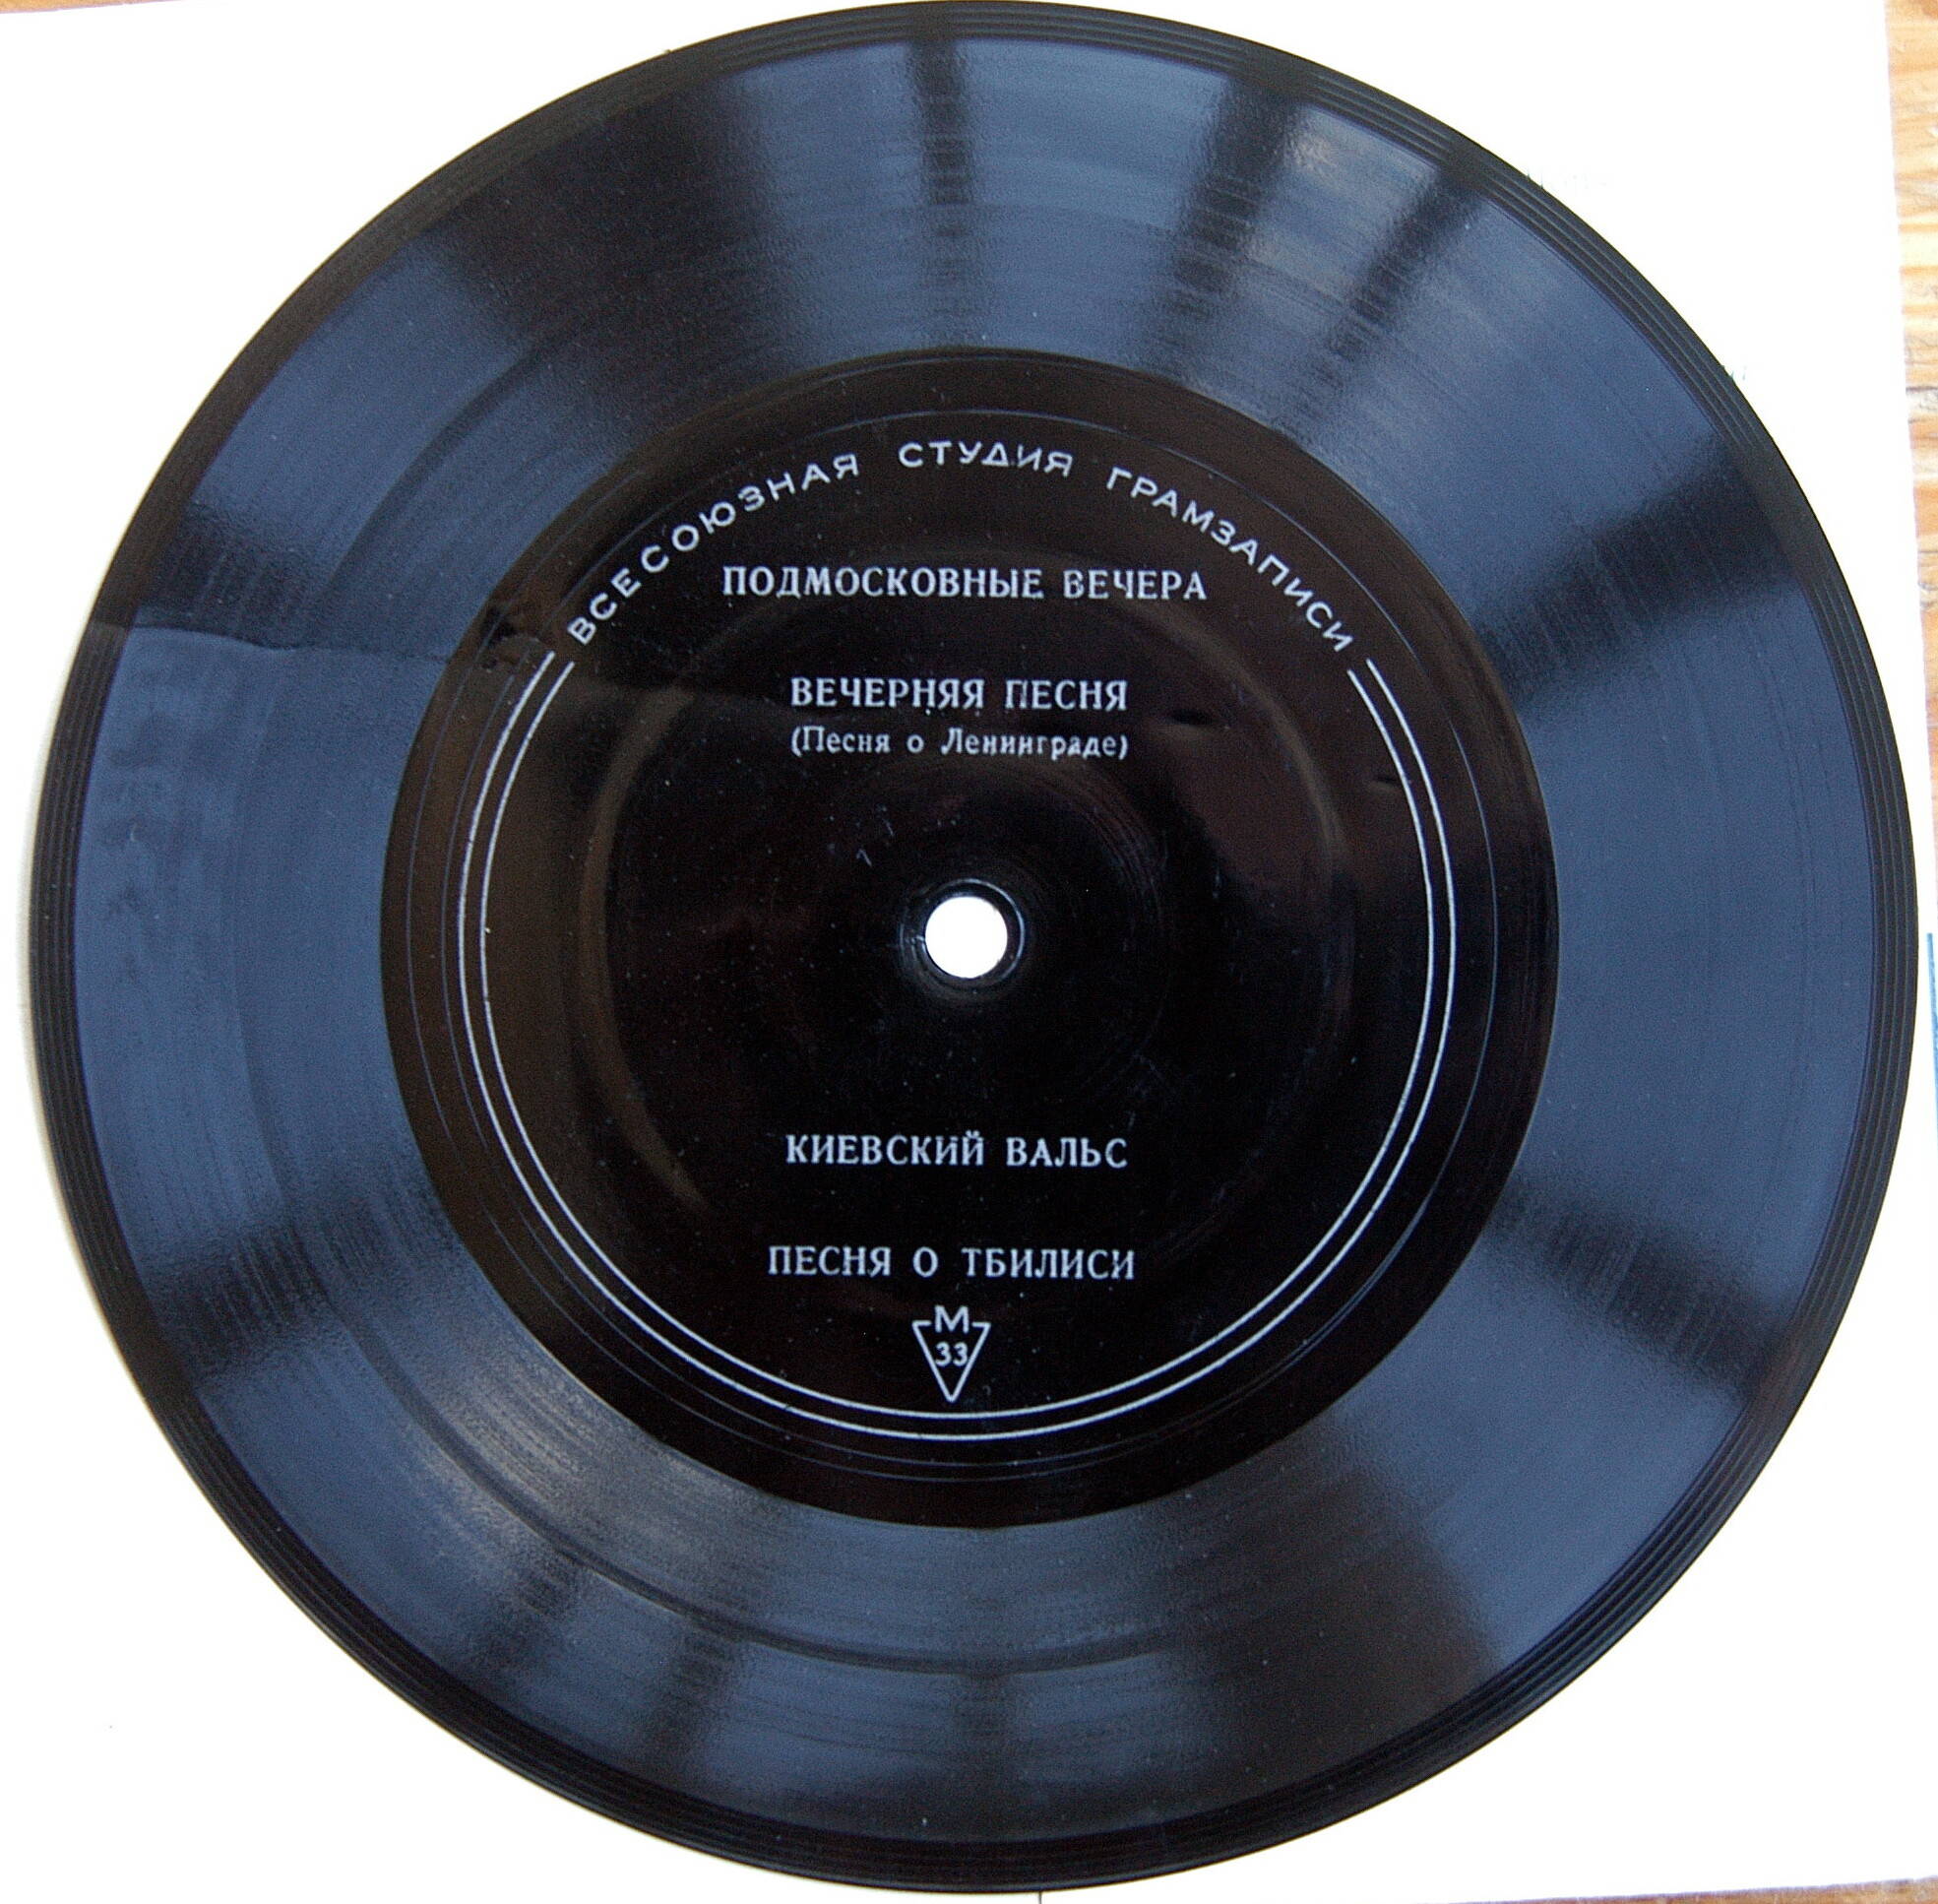 ВСЕСОЮЗНАЯ СТУДИЯ ГРАМЗАПИСИ
ПОДМОСКОВНЫЕ ВЕЧЕРА
ВЕЧЕРНЯЯ ПЕСНЯ
(Песня о Ленинграде)
КИЕВСКИЙ ВАЛЬС
ПЕСНЯ О ТБИЛИСИ
М
33